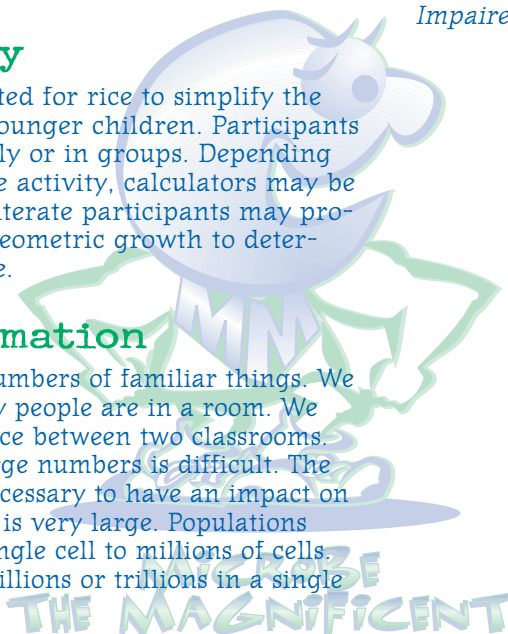 Impaire
y
ted for rice to simplify the
ounger children. Participants
ly or in groups. Depending
e activity, calculators may be
iterate participants may pro-
eometric growth to deter-
e.
mation
umbers of familiar things. We
y people are in a room. We
ce between two classrooms.
rge numbers is difficult. The
cessary to have an impact on
is very large. Populations
ngle cell to millions of cells.
illions or trillions in a single
MM
MICROBE
THE MAGNIFICENT